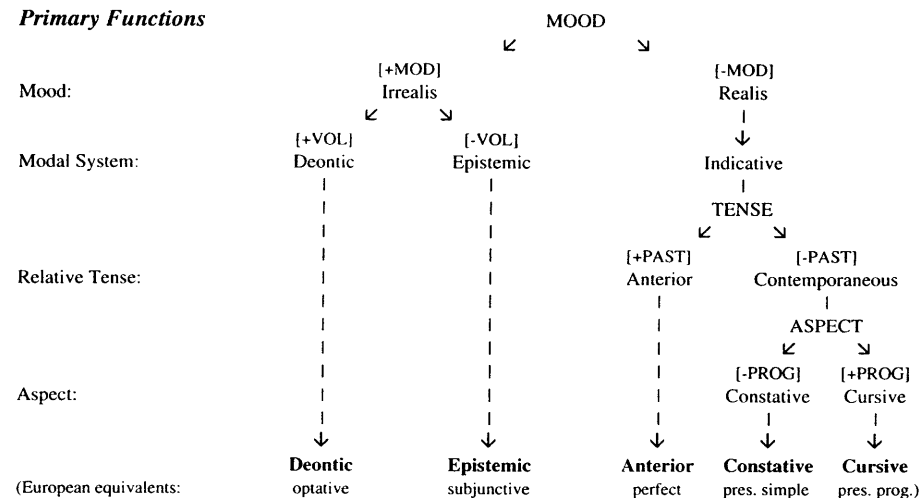 Primary Functions
MOOD
[+MOD] [-MOD]
Mood: Irrealis Realis
[+VOL] [-VOL]
Modal System: Deontic Epistemic Indicative
TENSE
[+PAST] [-PAST]
Relative Tense: Anterior Contemporaneous
ASPECT
[-PROG] [+PROG]
Aspect: Constative Cursive
Deontic Epistemic Anterior Constative Cursive
(European equivalents: optative subjunctive perfect pres. simple pres. prog.)